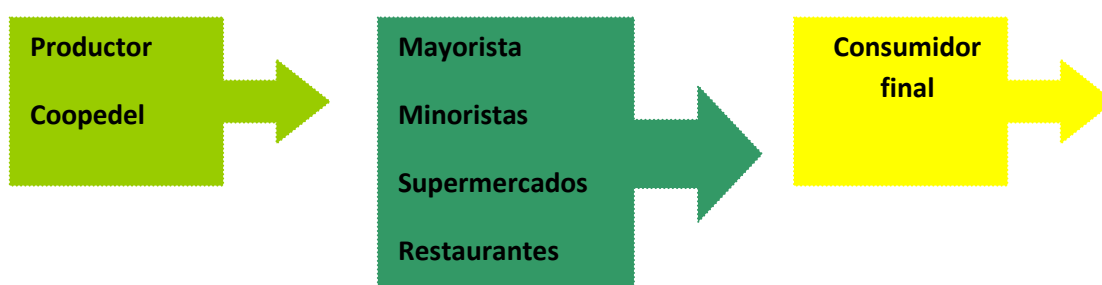 Productor
Coopedel
Mayorista
Minoristas
Supermercados
Restaurantes
Consumidor
final